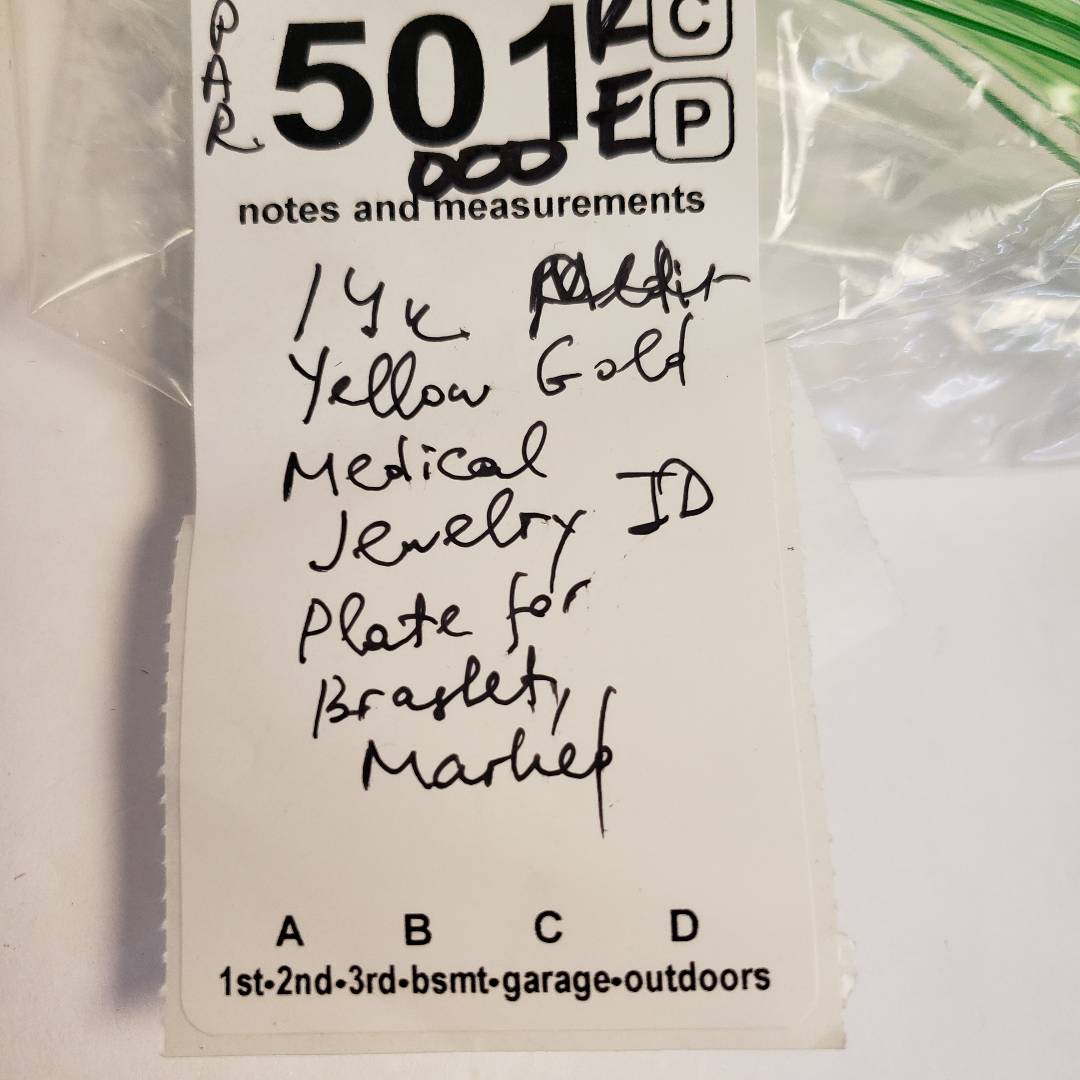 PAR.
501
RE
C
P
000
notes and measurements
14k
Yellow Gold
Medical
Jewelry ID
Plate for
Braslet,
Marked
A B C D
1st•2nd•3rd•bsmt•garage•outdoors